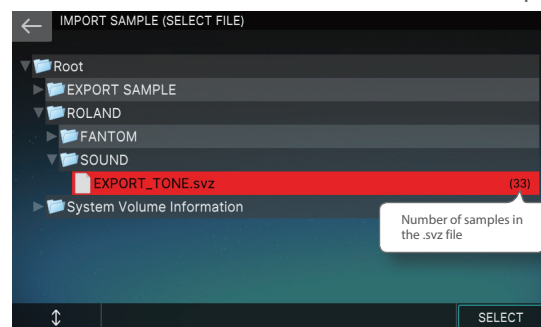 IMPORT SAMPLE (SELECT FILE)
Root
EXPORT SAMPLE
ROLAND
FANTOM
SOUND
EXPORT_TONE.svz (33)
System Volume Information
Number of samples in
the .svz file
SELECT